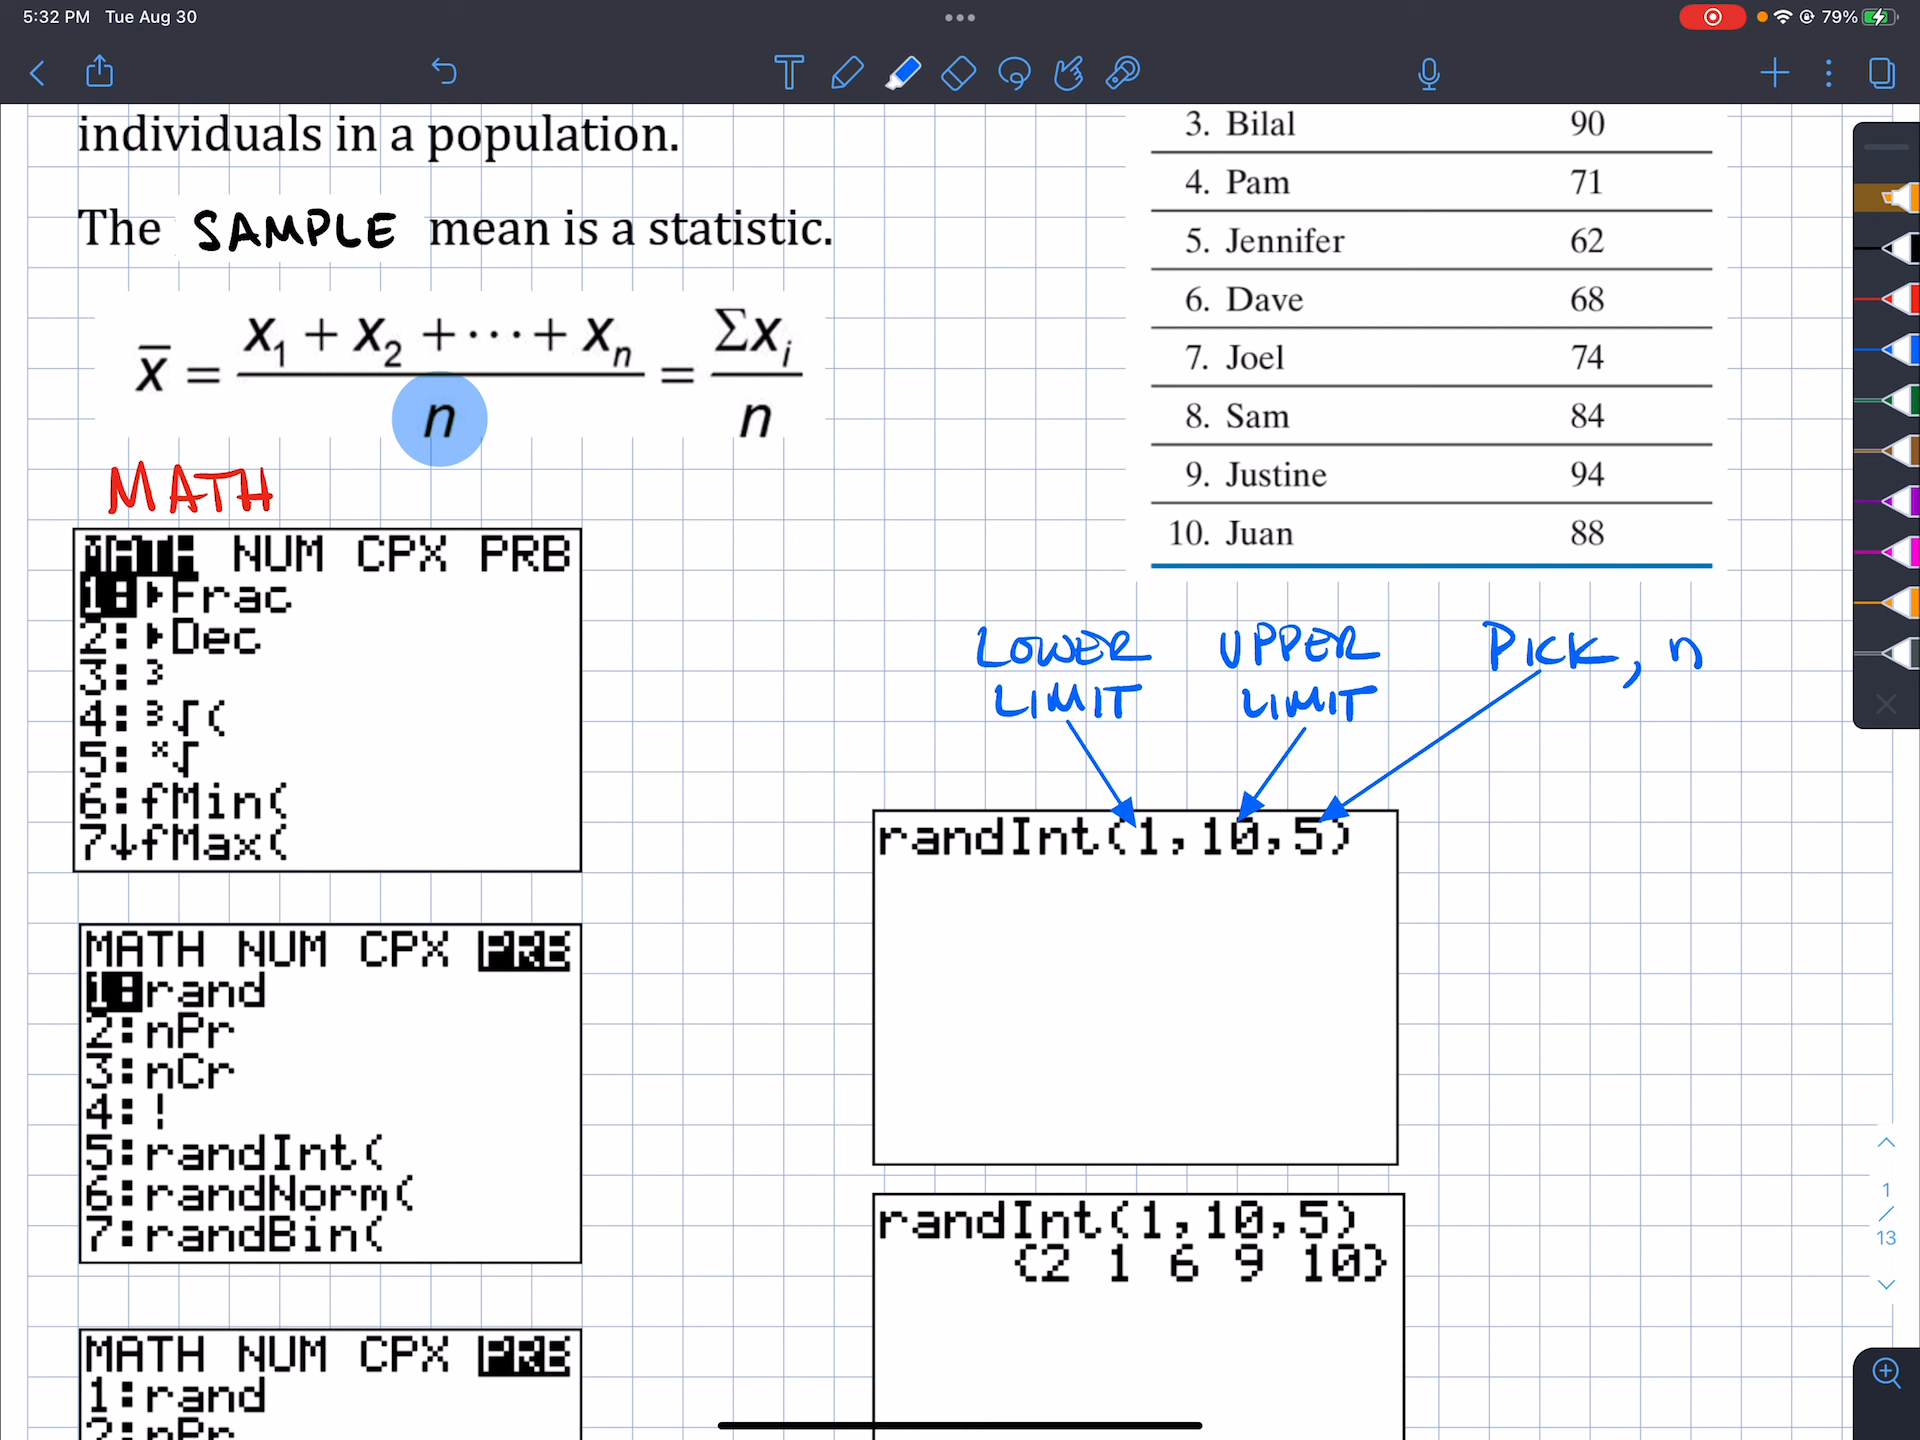 5:32 PM Tue Aug 30
79%
individuals in a population.
The SAMPLE mean is a statistic.
x̄ = x₁ + x₂ + ⋯ + xₙ / n = Σxᵢ / n
3. Bilal 90
4. Pam 71
5. Jennifer 62
6. Dave 68
7. Joel 74
8. Sam 84
9. Justine 94
10. Juan 88
MATH
MATH NUM CPX PRB
1:▸Frac
2:▸Dec
3:³
4:³√(
5:ˣ√
6:fMin(
7↓fMax(
LOWER LIMIT
UPPER LIMIT
PICK, n
randInt(1,10,5)
MATH NUM CPX PRB
1:rand
2:nPr
3:nCr
4:!
5:randInt(
6:randNorm(
7:randBin(
randInt(1,10,5)
{2 1 6 9 10}
MATH NUM CPX PRB
1:rand
2:nPr
1
/
13